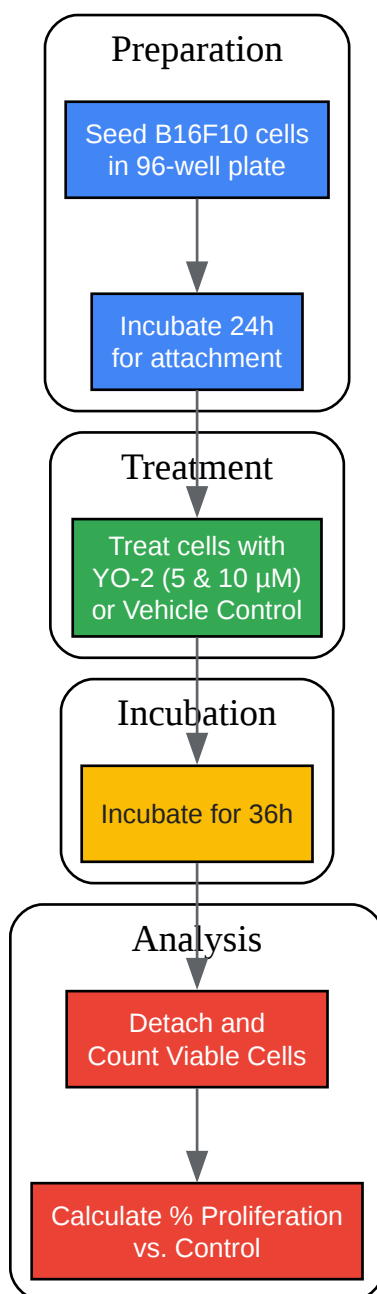 Preparation
Seed B16F10 cells
in 96-well plate
Incubate 24h
for attachment
Treatment
Treat cells with
YO-2 (5 & 10 µM)
or Vehicle Control
Incubation
Incubate for 36h
Analysis
Detach and
Count Viable Cells
Calculate % Proliferation
vs. Control